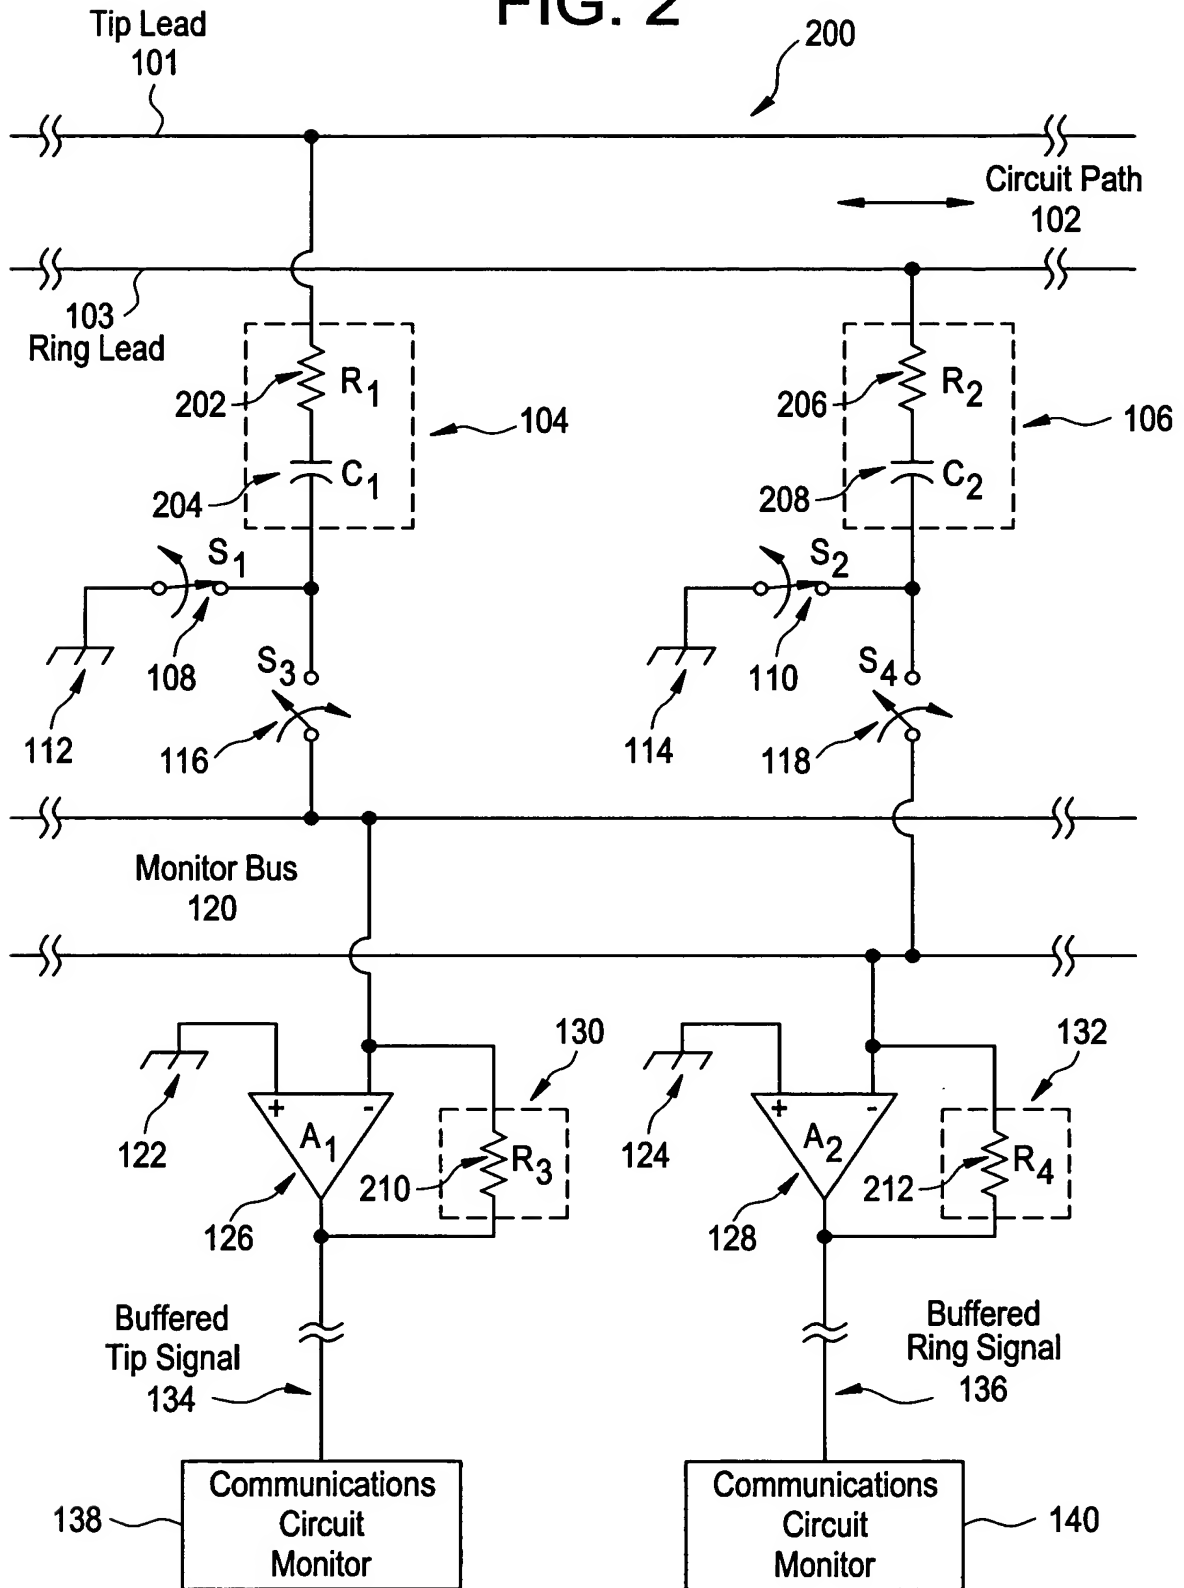 FIG. 2
Tip Lead
101
200
Circuit Path
102
103
Ring Lead
202
R1
104
204
C1
206
R2
106
208
C2
S1
108
112
S3
116
S2
110
114
S4
118
Monitor Bus
120
122
+
-
A1
126
130
210
R3
124
+
-
A2
128
132
212
R4
Buffered
Tip Signal
134
Buffered
Ring Signal
136
138
Communications
Circuit
Monitor
Communications
Circuit
Monitor
140